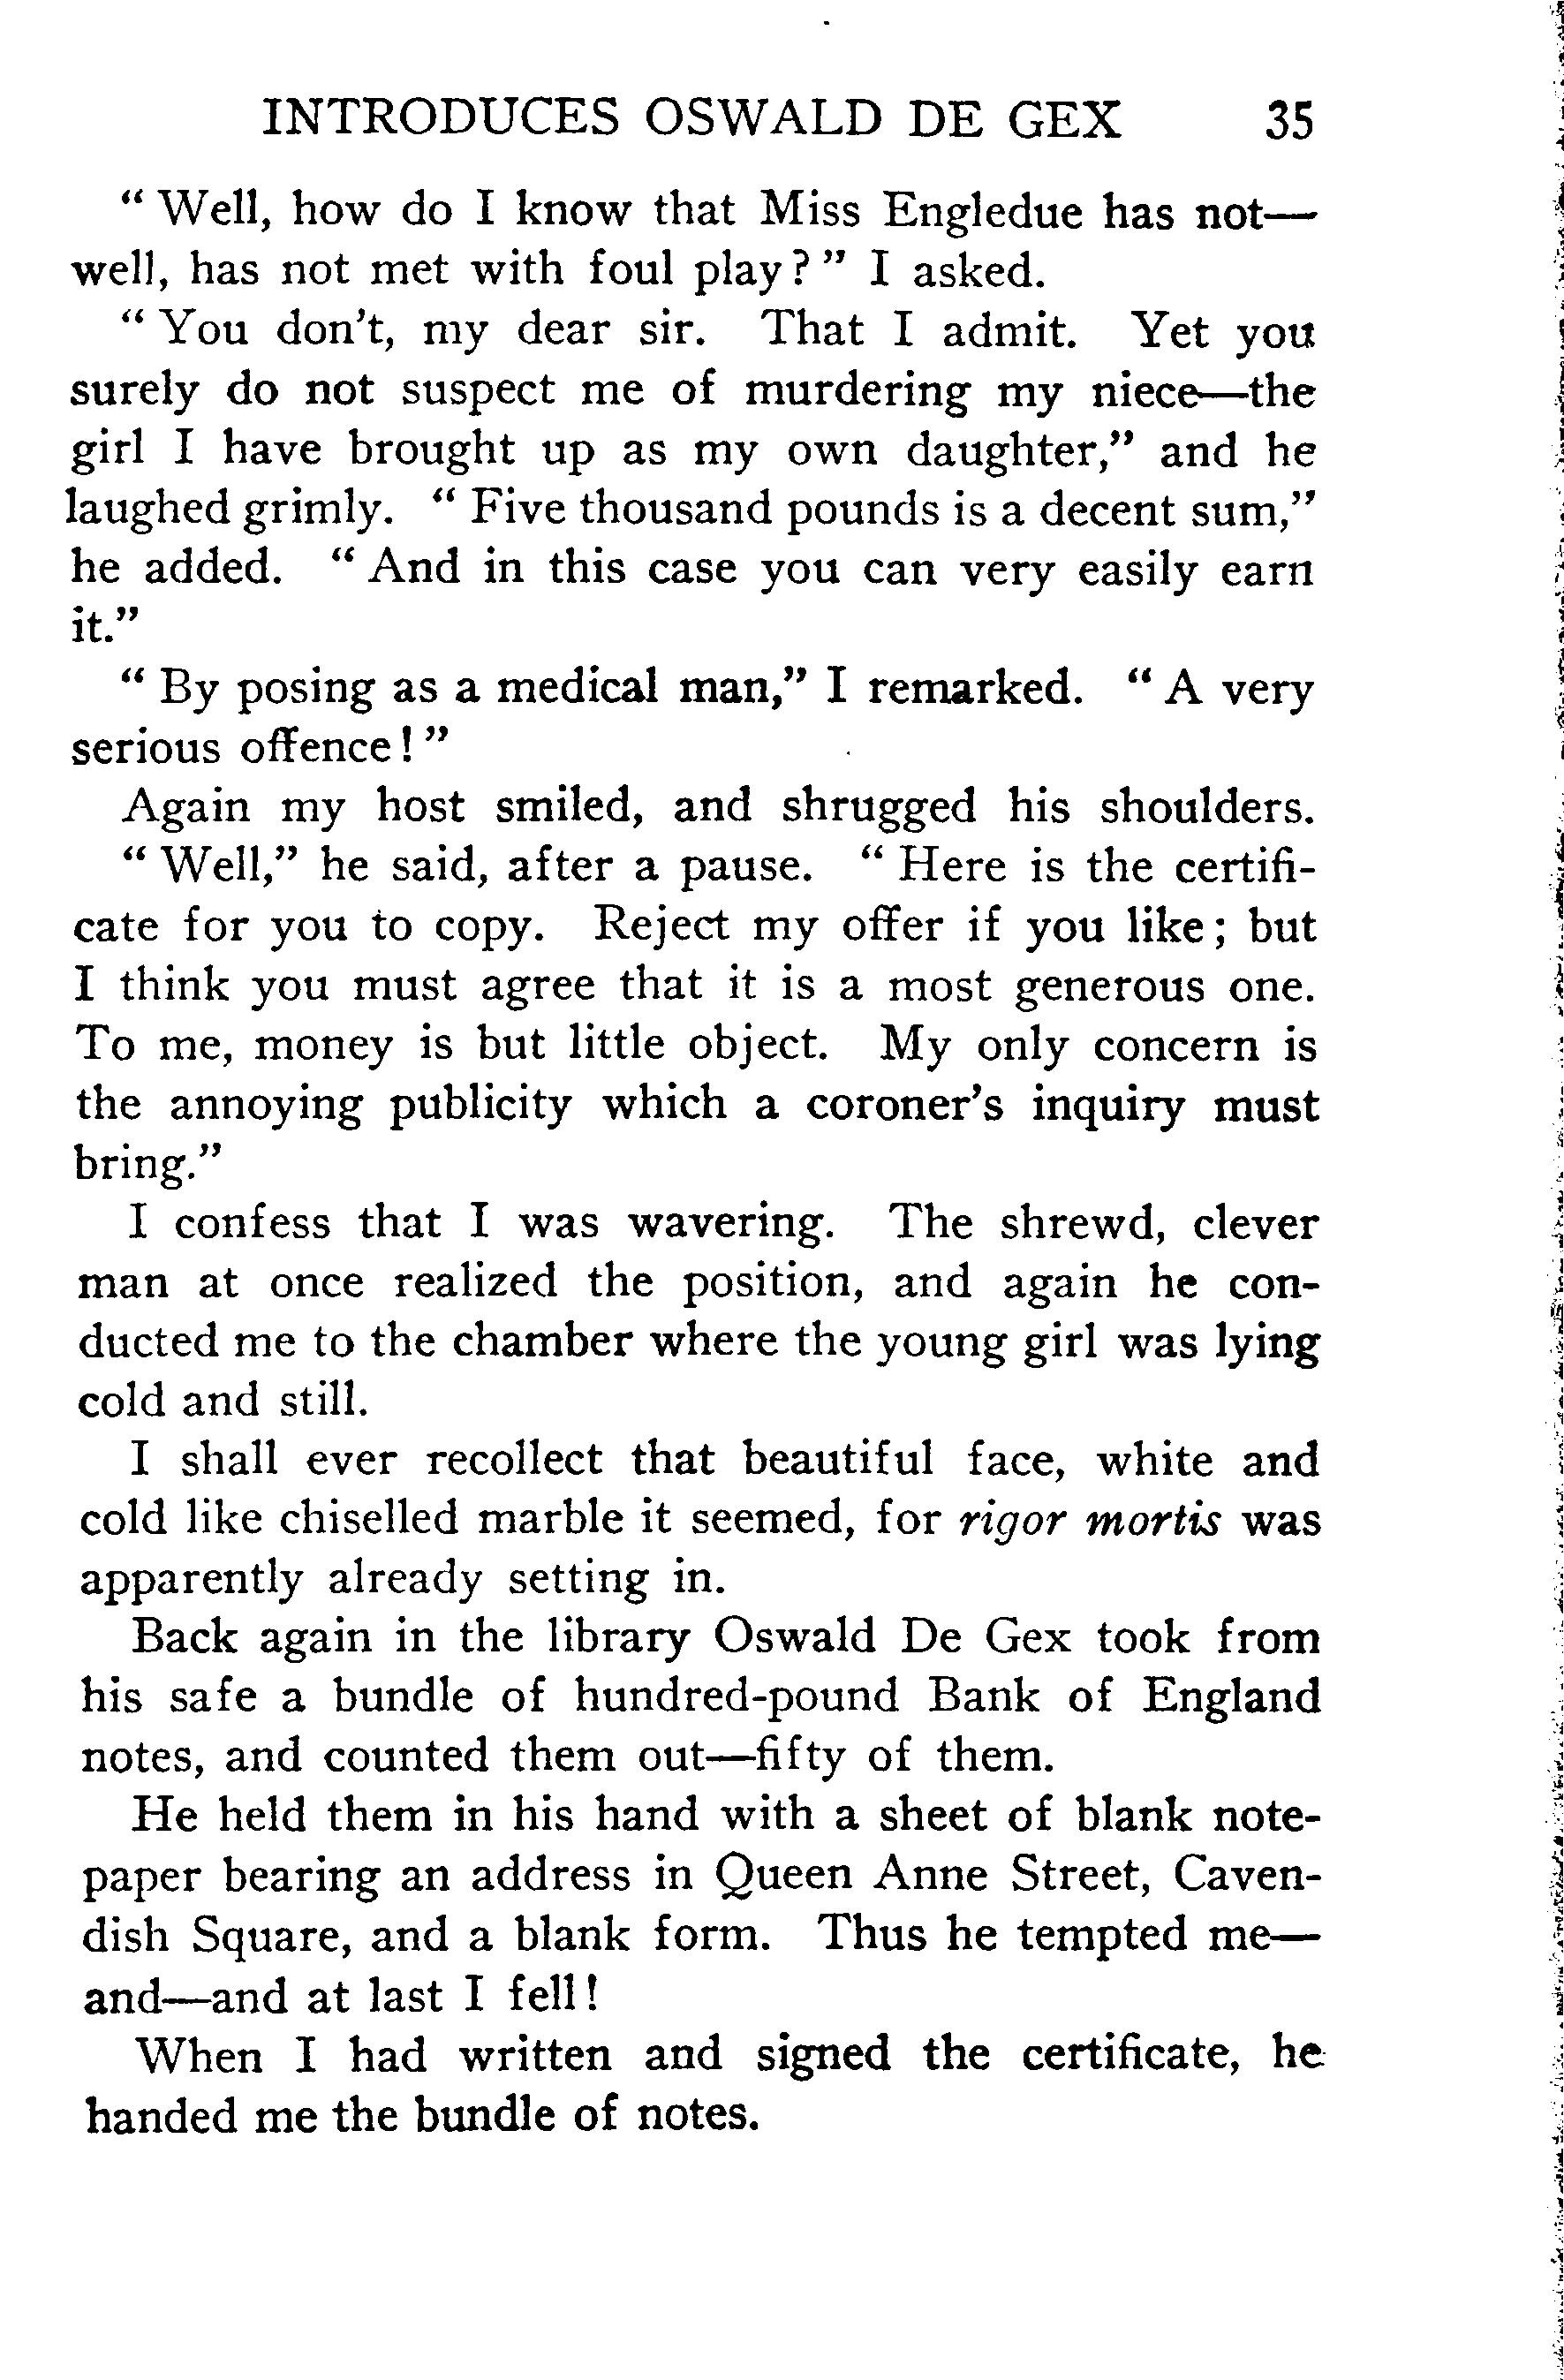 INTRODUCES OSWALD DE GEX 35
“ Well, how do I know that Miss Engledue has not—
well, has not met with foul play ? ” I asked.
“ You don't, my dear sir. That I admit. Yet you
surely do not suspect me of murdering my niece—the
girl I have brought up as my own daughter,” and he
laughed grimly. “ Five thousand pounds is a decent sum,”
he added. “ And in this case you can very easily earn
it.”
“ By posing as a medical man,” I remarked. “ A very
serious offence ! ”
Again my host smiled, and shrugged his shoulders.
“ Well,” he said, after a pause. “ Here is the certifi-
cate for you to copy. Reject my offer if you like ; but
I think you must agree that it is a most generous one.
To me, money is but little object. My only concern is
the annoying publicity which a coroner's inquiry must
bring.”
I confess that I was wavering. The shrewd, clever
man at once realized the position, and again he con-
ducted me to the chamber where the young girl was lying
cold and still.
I shall ever recollect that beautiful face, white and
cold like chiselled marble it seemed, for rigor mortis was
apparently already setting in.
Back again in the library Oswald De Gex took from
his safe a bundle of hundred-pound Bank of England
notes, and counted them out—fifty of them.
He held them in his hand with a sheet of blank note-
paper bearing an address in Queen Anne Street, Caven-
dish Square, and a blank form. Thus he tempted me—
and—and at last I fell !
When I had written and signed the certificate, he
handed me the bundle of notes.